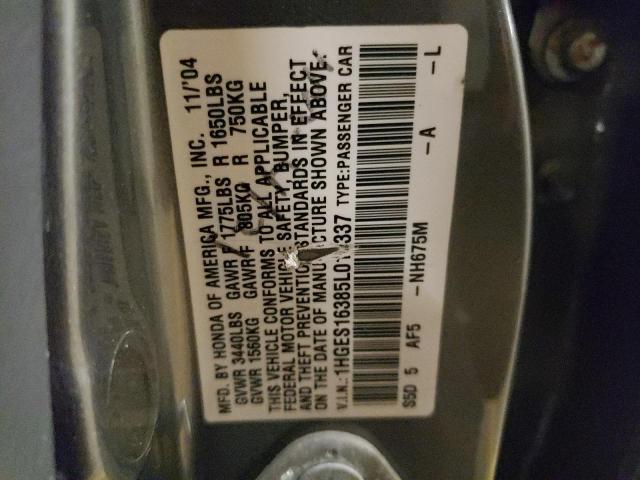 MFD. BY HONDA OF AMERICA MFG., INC. 11/'04
GVWR 3440LBS GAWR F 1775LBS R 1650LBS
GVWR 1560KG GAWR F 805KG R 750KG
THIS VEHICLE CONFORMS TO ALL APPLICABLE
FEDERAL MOTOR VEHICLE SAFETY, BUMPER,
AND THEFT PREVENTION STANDARDS IN EFFECT
ON THE DATE OF MANUFACTURE SHOWN ABOVE.
V.I.N.: TYPE:PASSENGER CAR
S5D 5 AF5 -NH675M -A -L